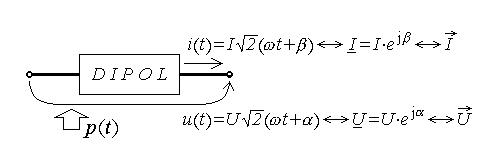 i(t)=I√2(ωt+β)↔I̲=I·e^{jβ}↔I⃗
DIPOL
u(t)=U√2(ωt+α)↔U̲=U·e^{jα}↔U⃗
p(t)